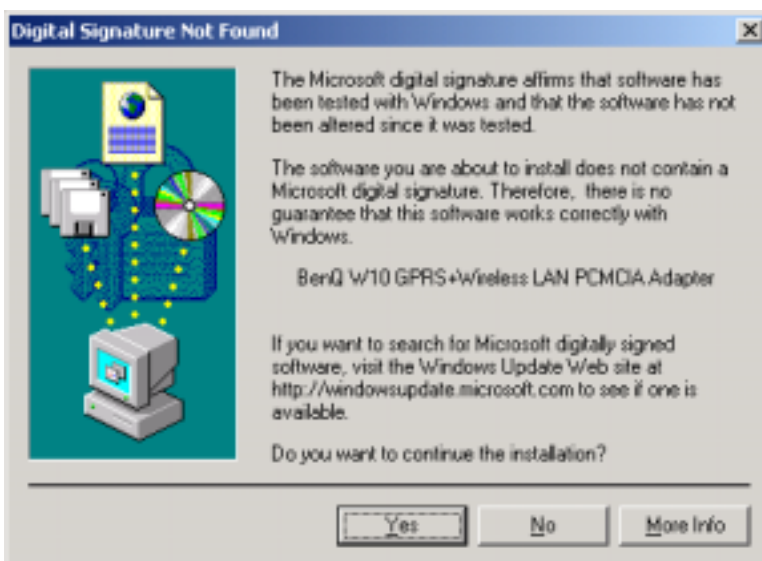 Digital Signature Not Found
The Microsoft digital signature affirms that software has
been tested with Windows and that the software has not
been altered since it was tested.
The software you are about to install does not contain a
Microsoft digital signature. Therefore, there is no
guarantee that this software works correctly with
Windows.
BenQ W10 GPRS+Wireless LAN PCMCIA Adapter
If you want to search for Microsoft digitally signed
software, visit the Windows Update Web site at
http://windowsupdate.microsoft.com to see if one is
available.
Do you want to continue the installation?
Yes No More Info